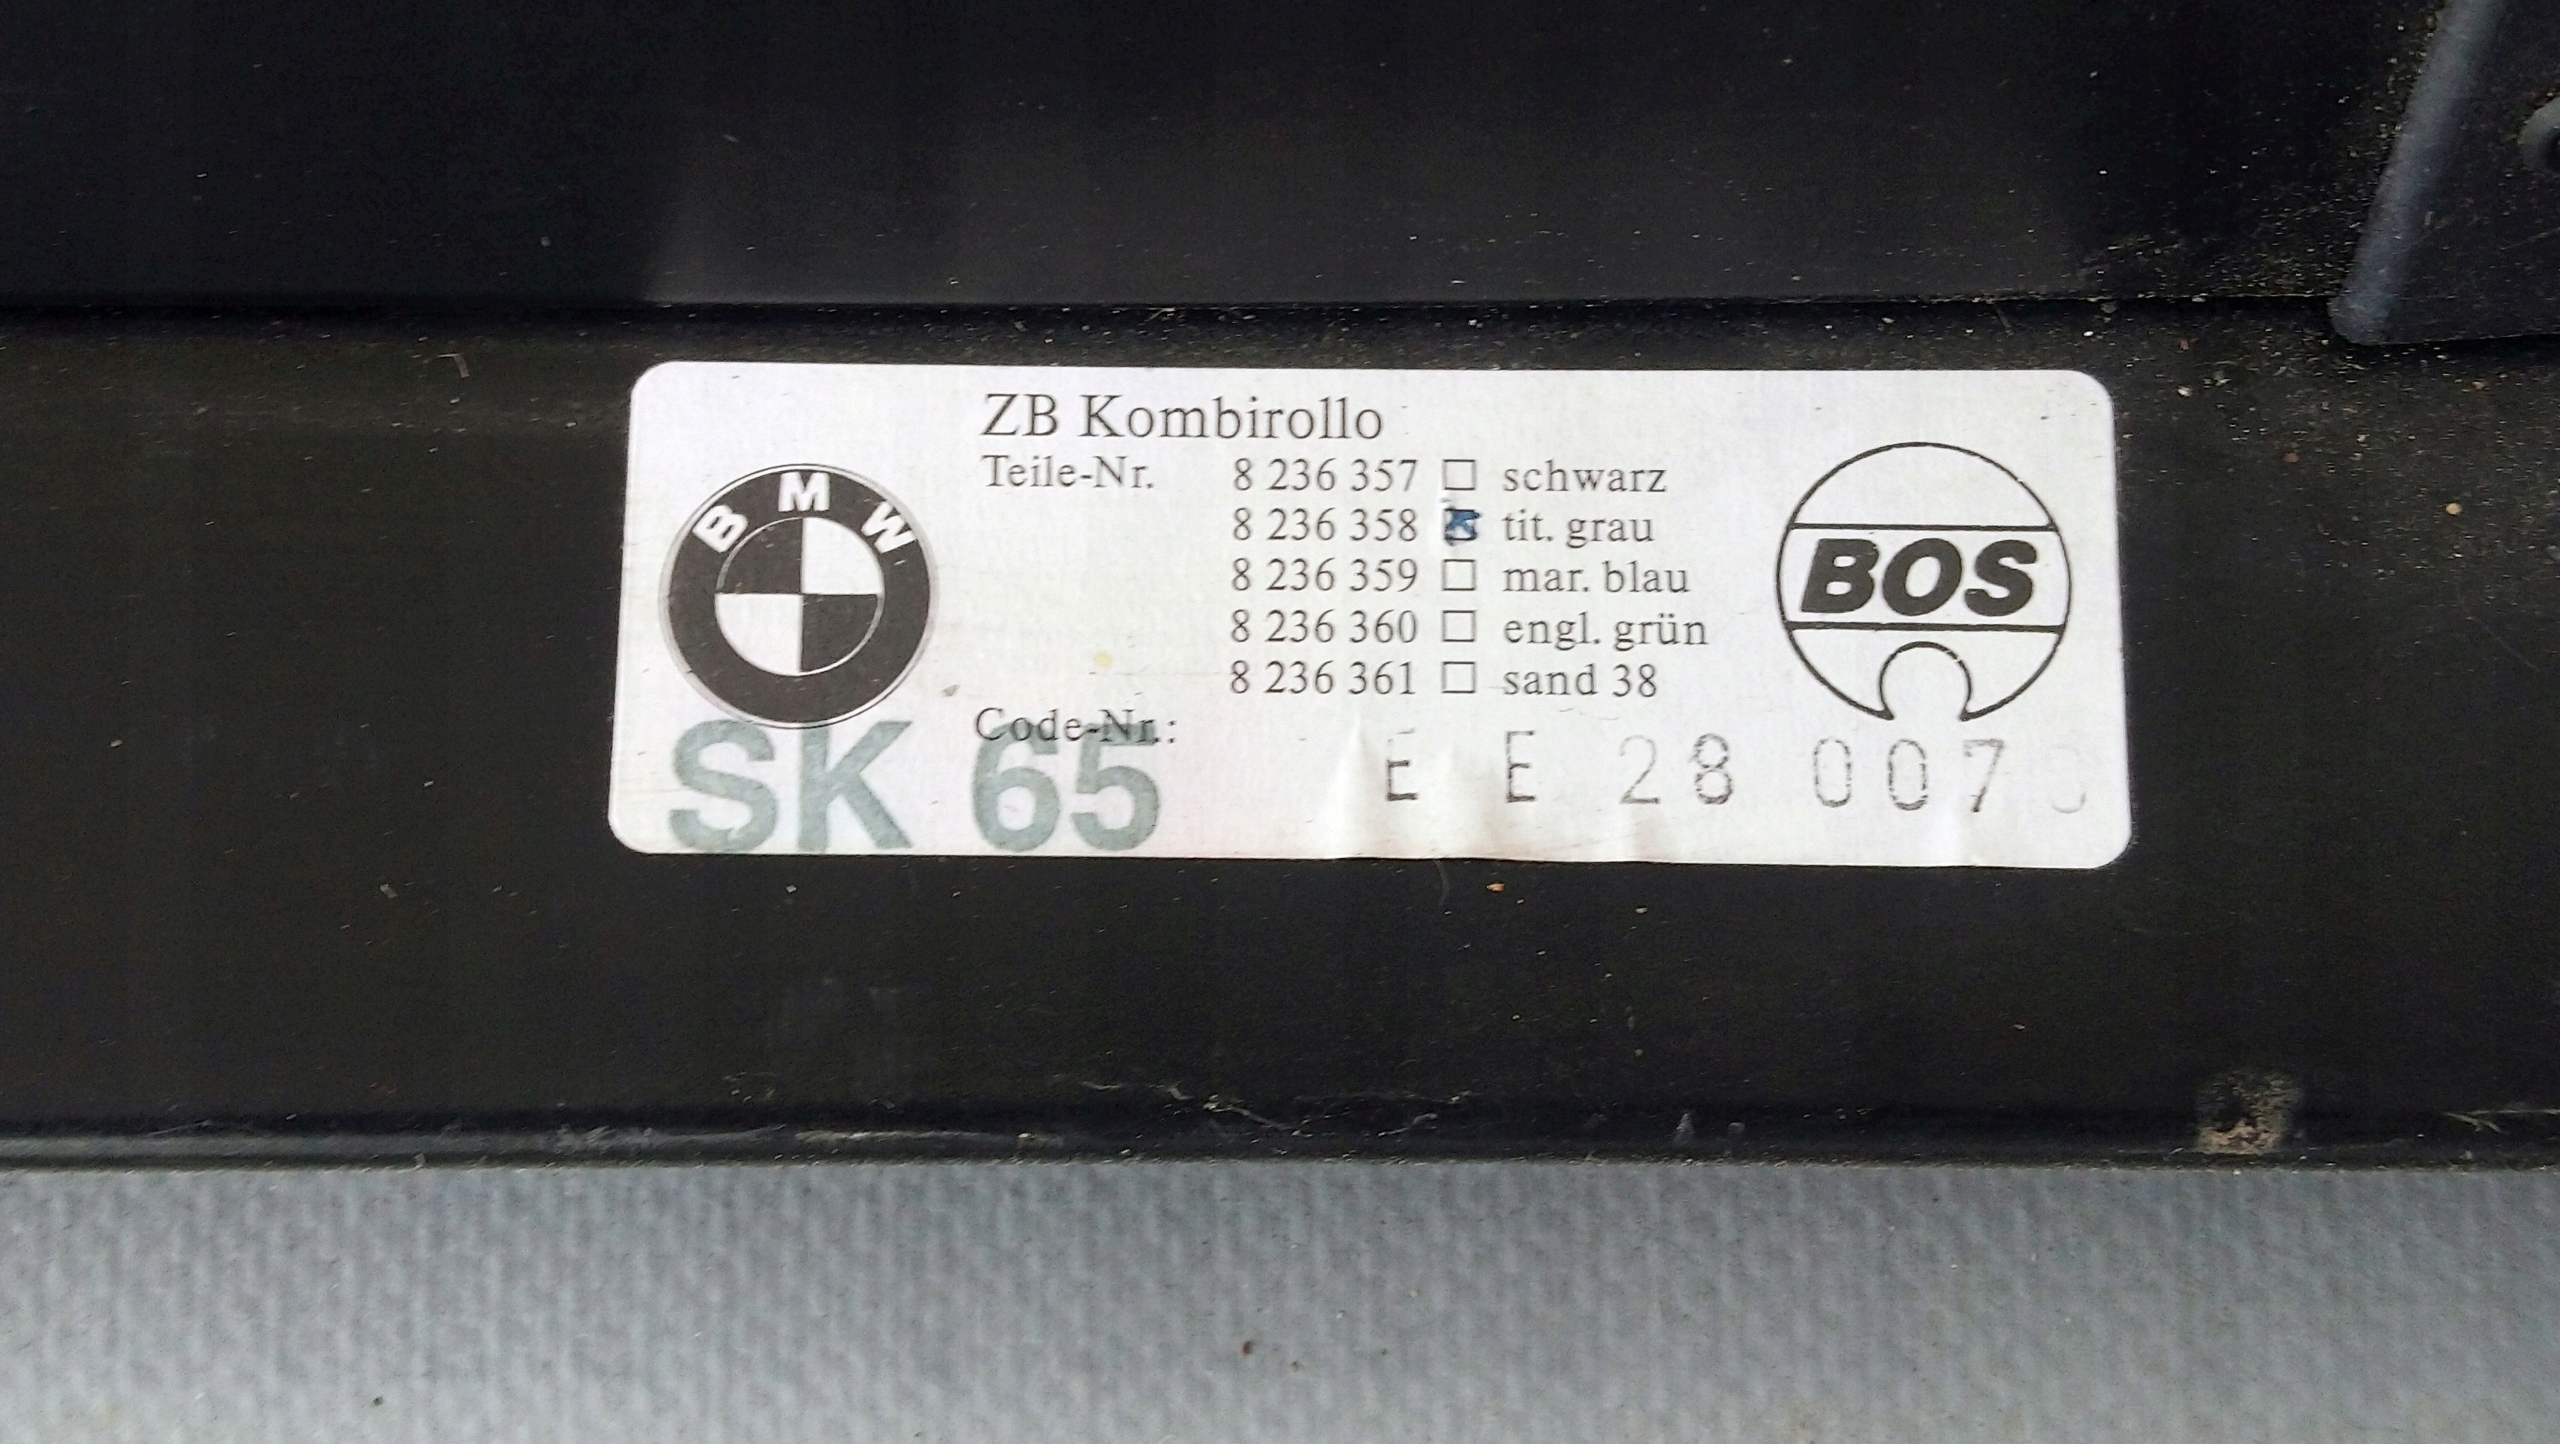 ZB Kombirollo
Teile-Nr. 8 236 357 ☐ schwarz
8 236 358 ☒ tit. grau
8 236 359 ☐ mar. blau
8 236 360 ☐ engl. grün
8 236 361 ☐ sand 38
BMW
BOS
Code-Nr.:
SK 65
E E 28 007